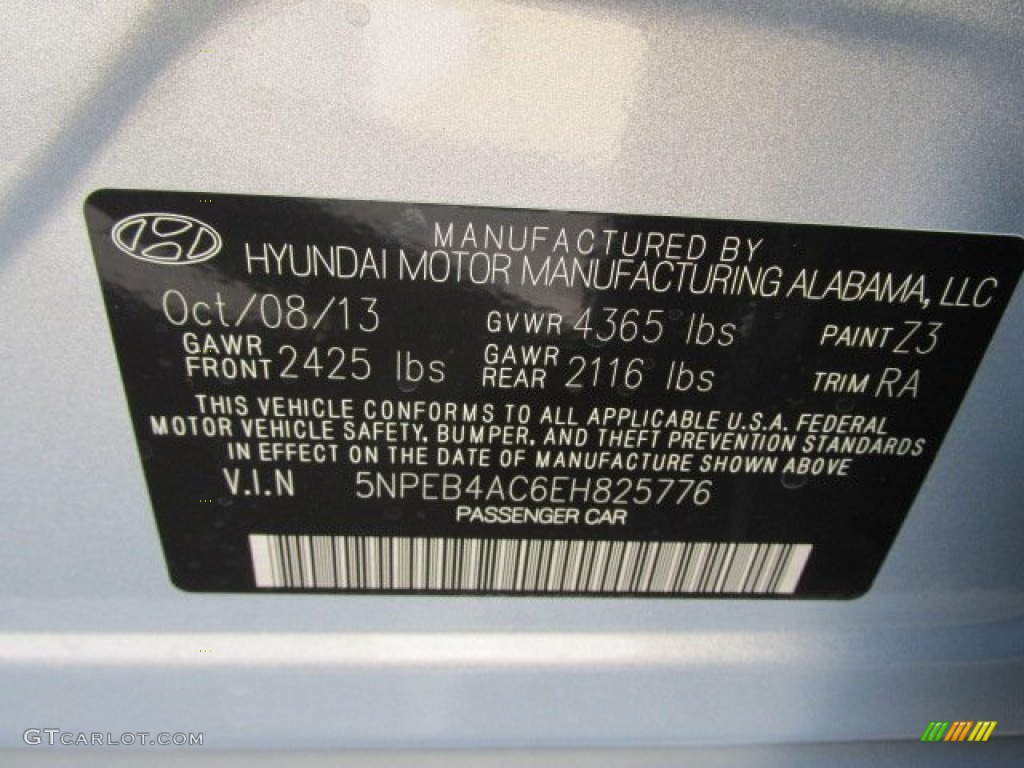 MANUFACTURED BY
HYUNDAI MOTOR MANUFACTURING ALABAMA, LLC
Oct/08/13 GVWR 4365 lbs PAINT Z3
GAWR FRONT 2425 lbs GAWR REAR 2116 lbs TRIM RA
THIS VEHICLE CONFORMS TO ALL APPLICABLE U.S.A. FEDERAL
MOTOR VEHICLE SAFETY, BUMPER, AND THEFT PREVENTION STANDARDS
IN EFFECT ON THE DATE OF MANUFACTURE SHOWN ABOVE
V.I.N 5NPEB4AC6EH825776
PASSENGER CAR
GTCARLOT.COM